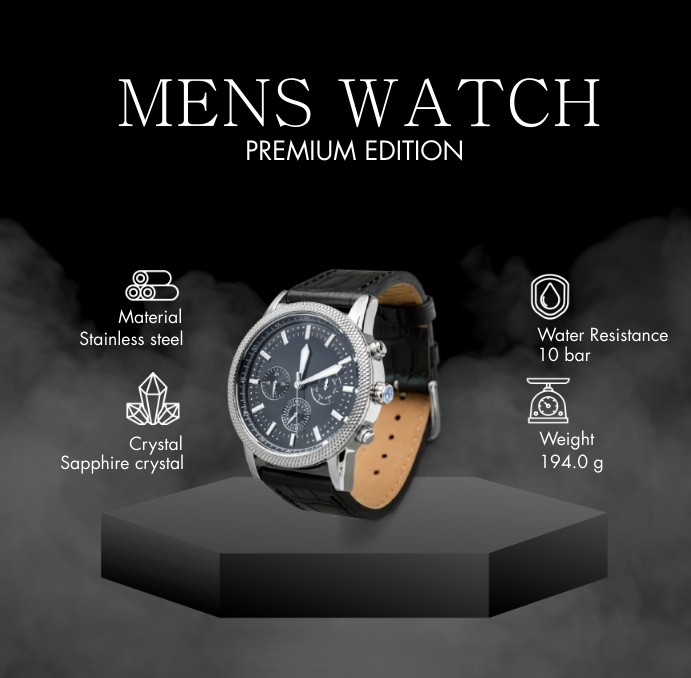 MENS WATCH
PREMIUM EDITION
Material
Stainless steel
Crystal
Sapphire crystal
Water Resistance
10 bar
Weight
194.0 g